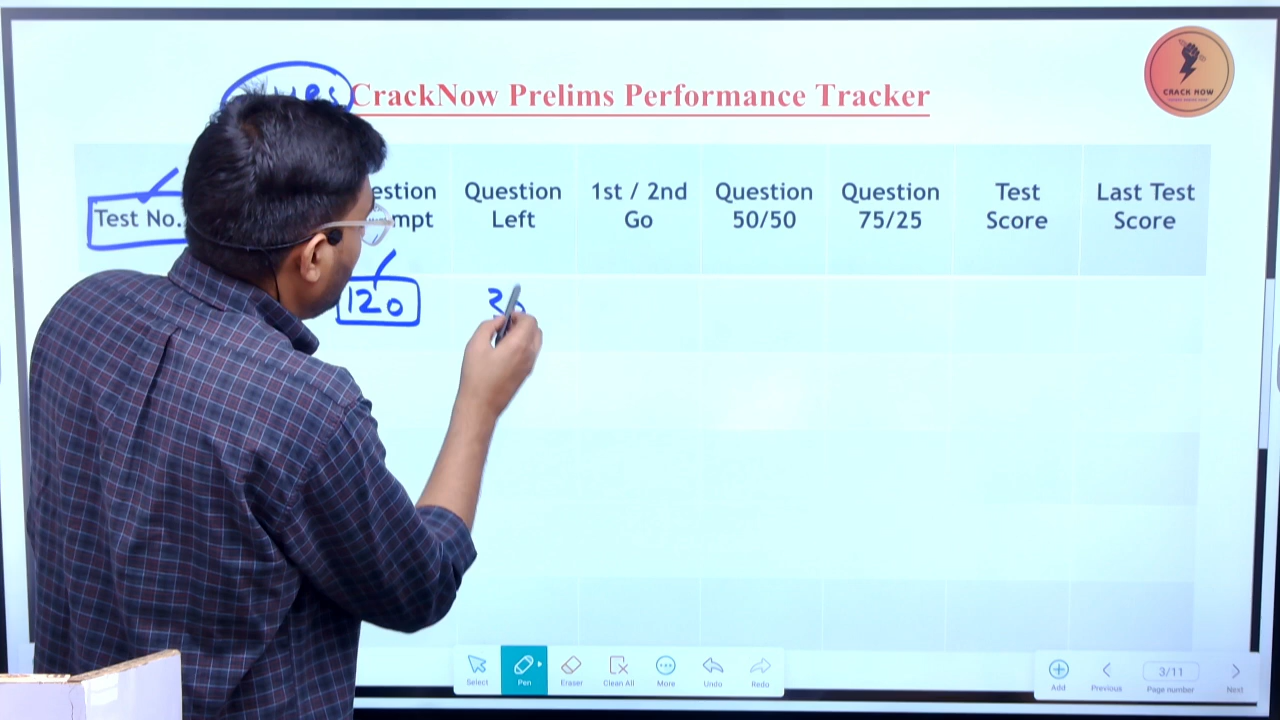 CrackNow Prelims Performance Tracker
CRACK NOW
Test No.
Question
Left
1st / 2nd
Go
Question
50/50
Question
75/25
Test
Score
Last Test
Score
120
Select
Pen
Eraser
Clean All
More
Undo
Redo
Add
Previous
3/11
Page number
Next